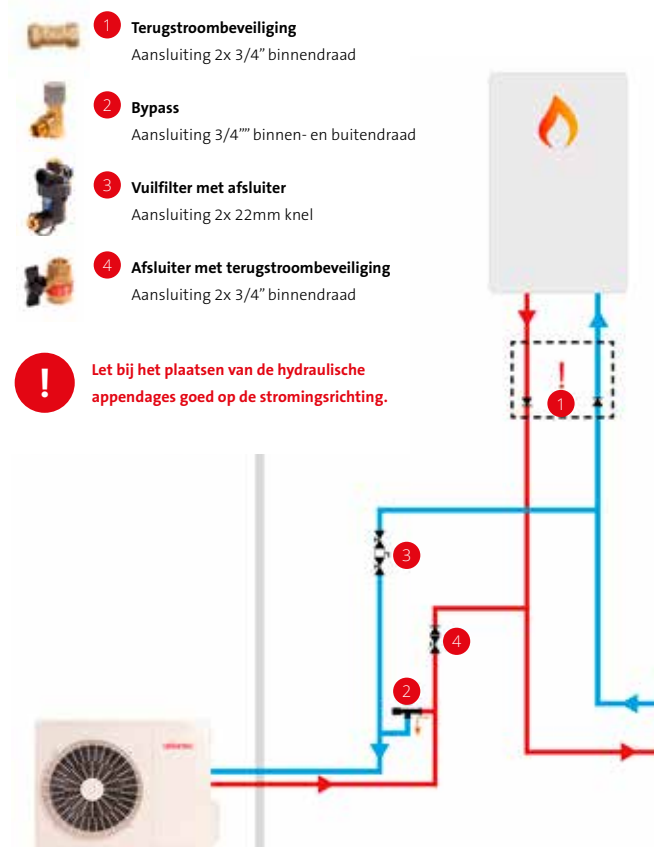 1 Terugstroombeveiliging
Aansluiting 2x 3/4” binnendraad
2 Bypass
Aansluiting 3/4”” binnen- en buitendraad
3 Vuilfilter met afsluiter
Aansluiting 2x 22mm knel
4 Afsluiter met terugstroombeveiliging
Aansluiting 2x 3/4” binnendraad
! Let bij het plaatsen van de hydraulische
appendages goed op de stromingsrichting.
!
1
3
4
2